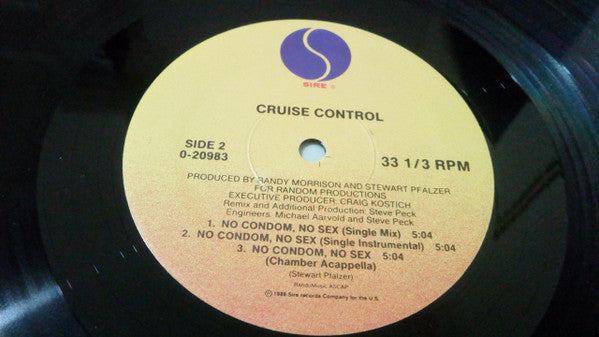 SIRE ®
CRUISE CONTROL
SIDE 2
0-20983
33 1/3 RPM
PRODUCED BY RANDY MORRISON AND STEWART PFALZER
FOR RANDOM PRODUCTIONS
EXECUTIVE PRODUCER: CRAIG KOSTICH
Remix and Additional Production: Steve Peck
Engineers: Michael Aarvold and Steve Peck
1. NO CONDOM, NO SEX (Single Mix) 5:04
2. NO CONDOM, NO SEX (Single Instrumental) 5:04
3. NO CONDOM, NO SEX 5:04
(Chamber Acappella)
(Stewart Pfalzer)
RandoMusic ASCAP
© 1988 Sire records Company for the U.S.